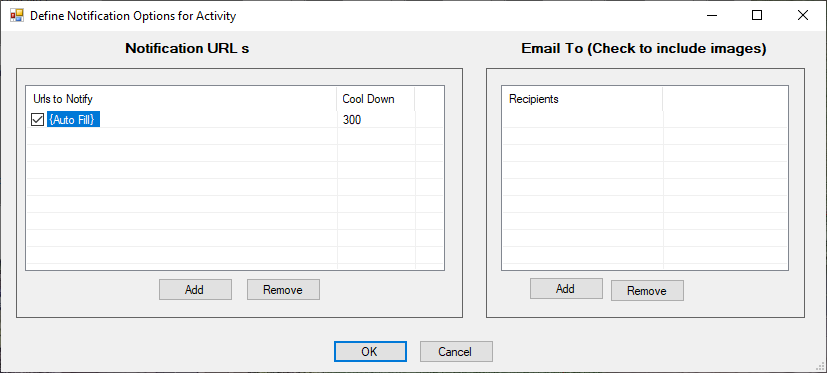 Define Notification Options for Activity
Notification URL s
Email To (Check to include images)
Urls to Notify
Cool Down
Recipients
{Auto Fill}
300
Add
Remove
Add
Remove
OK
Cancel